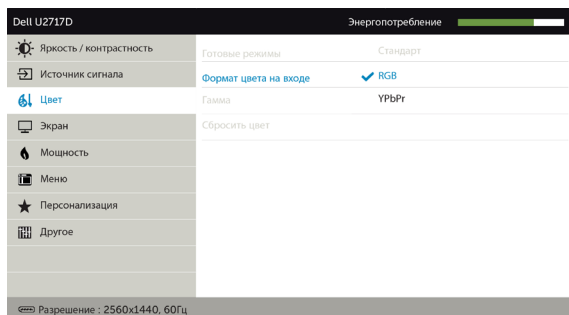 Dell U2717D
Энергопотребление
Яркость / контрастность
Источник сигнала
Цвет
Экран
Мощность
Меню
Персонализация
Другое
Готовые режимы
Стандарт
Формат цвета на входе
RGB
YPbPr
Гамма
Сбросить цвет
Разрешение : 2560x1440, 60Гц